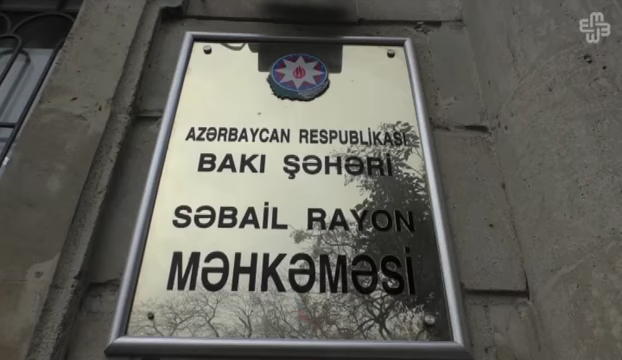 AZƏRBAYCAN RESPUBLİKASI
BAKI ŞƏHƏRİ
SƏBAİL RAYON
MƏHKƏMƏSİ